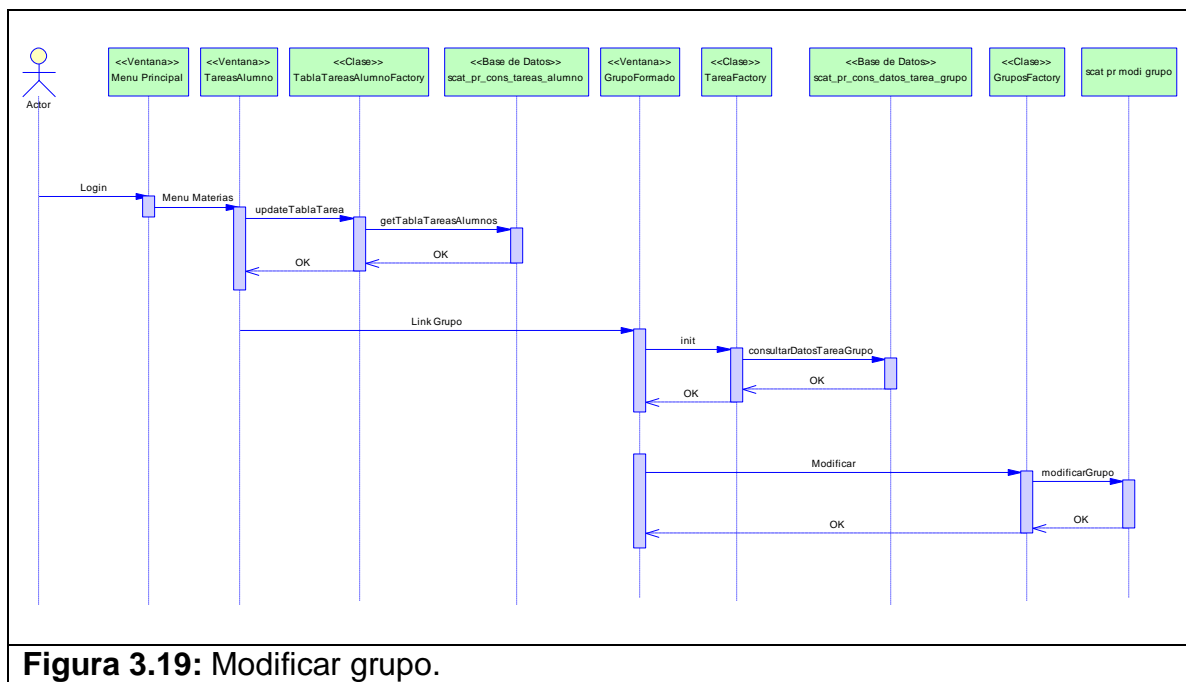 <<Ventana>>
Menu Principal
<<Ventana>>
TareasAlumno
<<Clase>>
TablaTareasAlumnoFactory
<<Base de Datos>>
scat_pr_cons_tareas_alumno
<<Ventana>>
GrupoFormado
<<Clase>>
TareaFactory
<<Base de Datos>>
scat_pr_cons_datos_tarea_grupo
<<Clase>>
GruposFactory
scat pr modi grupo
Actor
Login
Menu Materias
updateTablaTarea
getTablaTareasAlumnos
OK
OK
Link Grupo
init
consultarDatosTareaGrupo
OK
OK
Modificar
modificarGrupo
OK
OK
Figura 3.19: Modificar grupo.